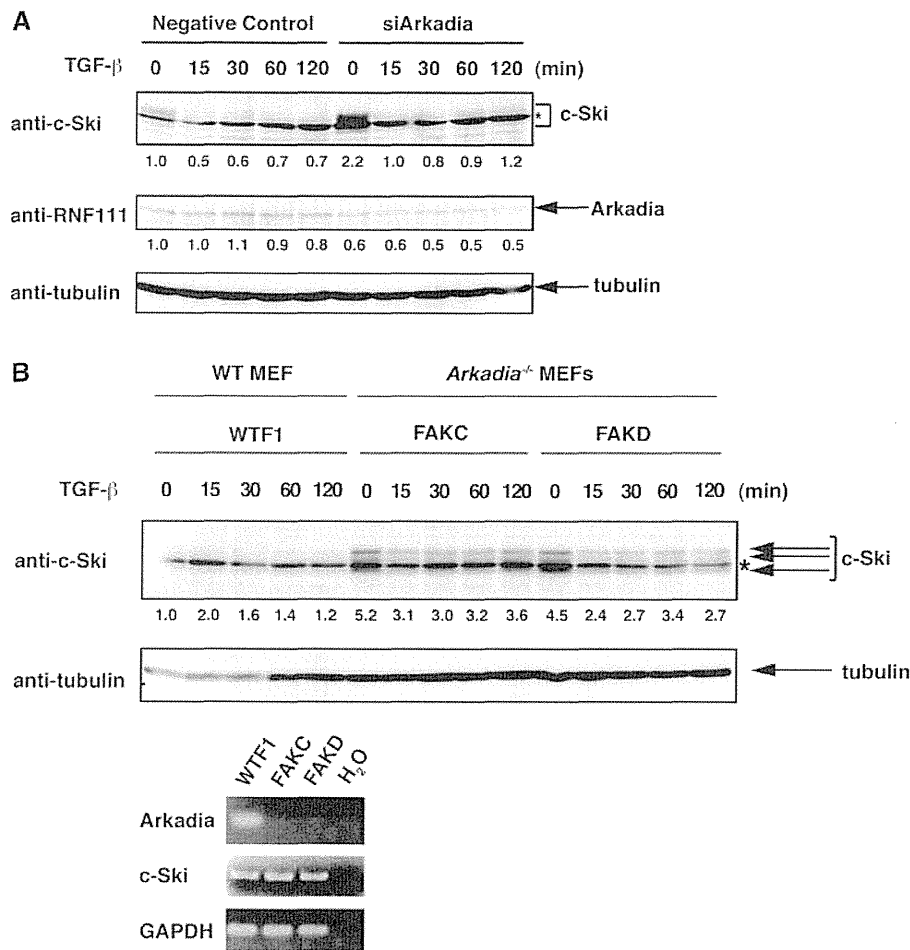 A
Negative Control siArkadia
TGF-β 0 15 30 60 120 0 15 30 60 120 (min)
anti-c-Ski * c-Ski
1.0 0.5 0.6 0.7 0.7 2.2 1.0 0.8 0.9 1.2
anti-RNF111 Arkadia
1.0 1.0 1.1 0.9 0.8 0.6 0.6 0.5 0.5 0.5
anti-tubulin tubulin
B
WT MEF Arkadia-/- MEFs
WTF1 FAKC FAKD
TGF-β 0 15 30 60 120 0 15 30 60 120 0 15 30 60 120 (min)
anti-c-Ski * c-Ski
1.0 2.0 1.6 1.4 1.2 5.2 3.1 3.0 3.2 3.6 4.5 2.4 2.7 3.4 2.7
anti-tubulin tubulin
WTF1 FAKC FAKD H2O
Arkadia
c-Ski
GAPDH